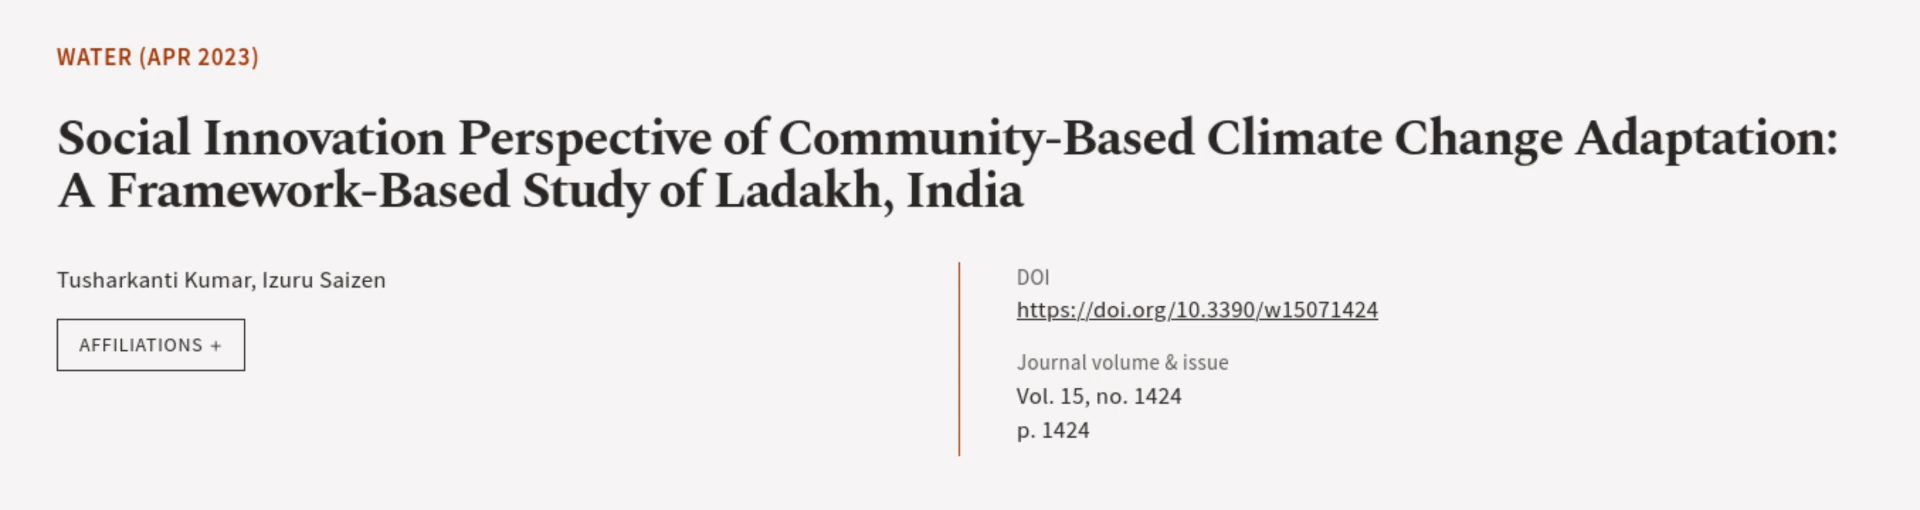 WATER (APR 2023)
Social Innovation Perspective of Community-Based Climate Change Adaptation:
A Framework-Based Study of Ladakh, India
Tusharkanti Kumar, Izuru Saizen
AFFILIATIONS +
DOI
https://doi.org/10.3390/w15071424
Journal volume & issue
Vol. 15, no. 1424
p. 1424